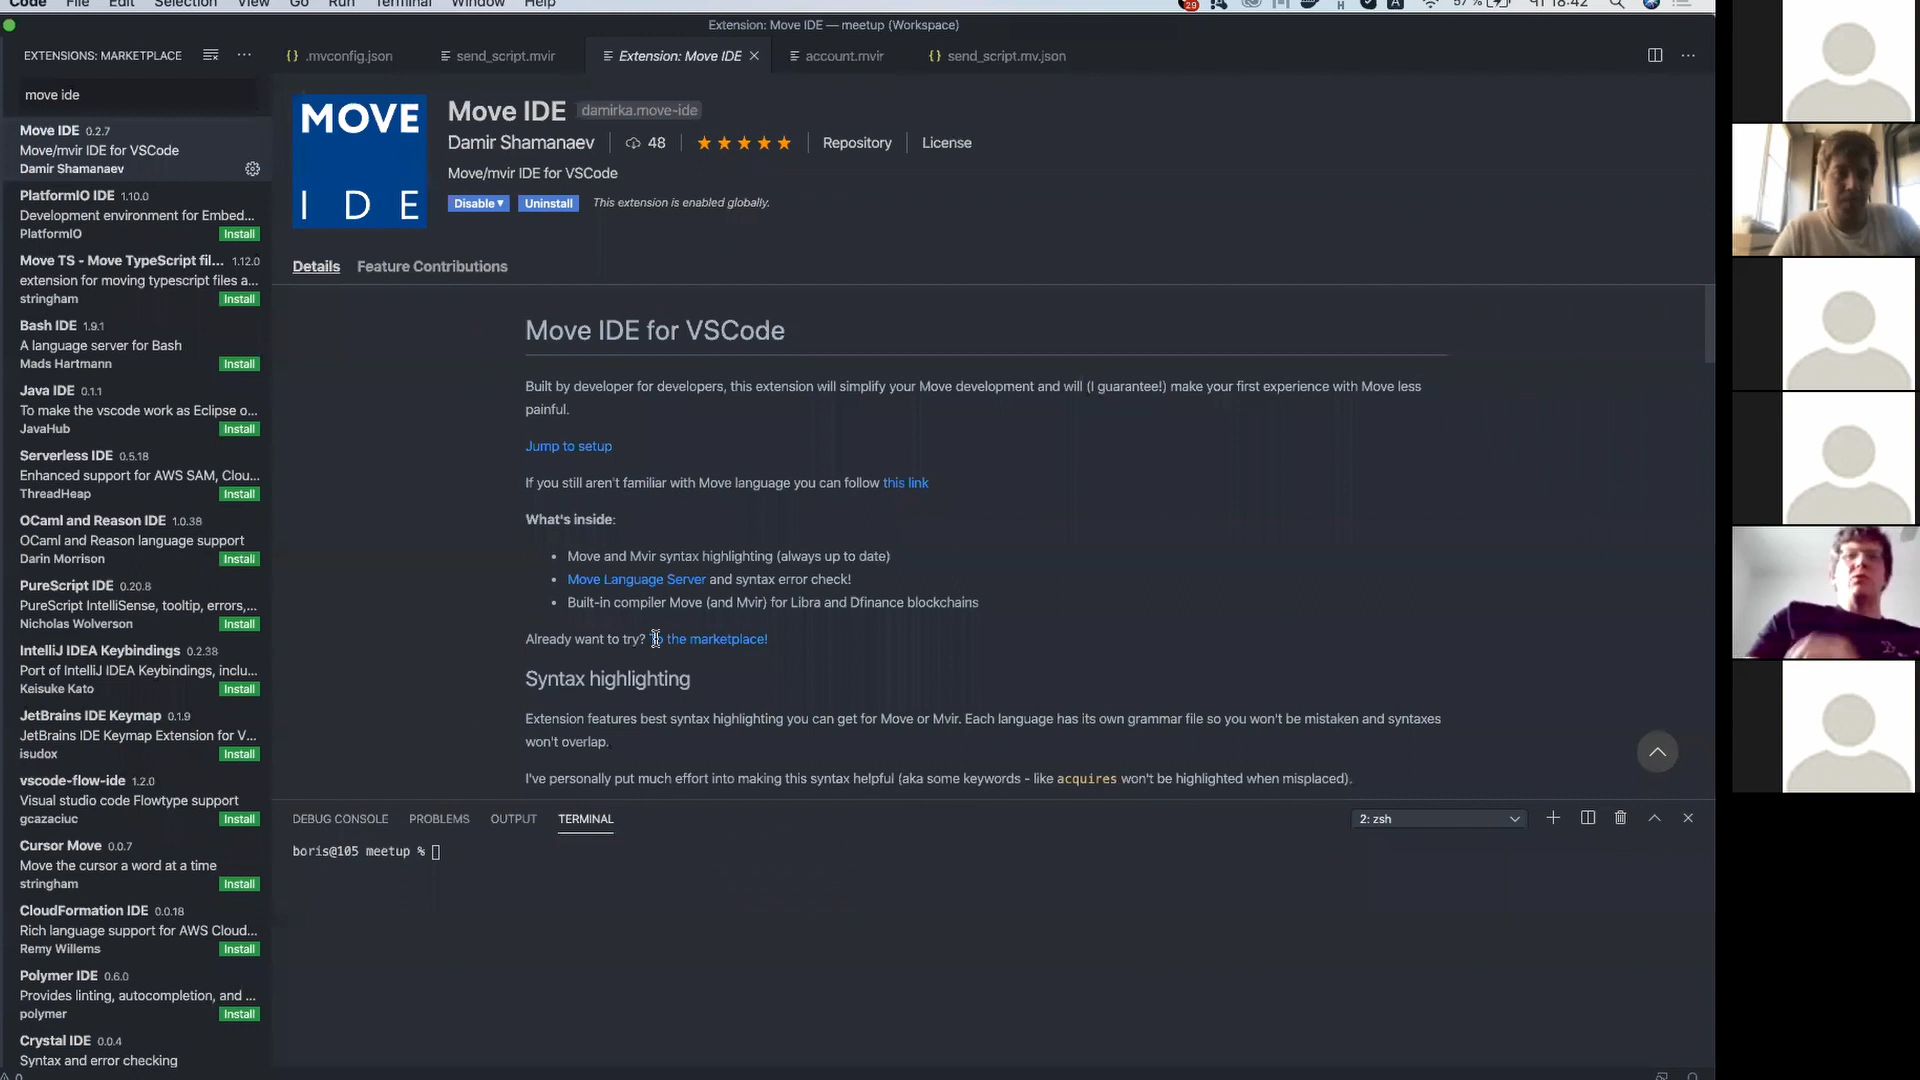 Code File Edit Selection View Go Run Terminal Window Help
29 57 % Чт 18:42
Extension: Move IDE — meetup (Workspace)
EXTENSIONS: MARKETPLACE
.mvconfig.json
send_script.mvir
Extension: Move IDE
account.mvir
send_script.mv.json
move ide
Move IDE 0.2.7
Move/mvir IDE for VSCode
Damir Shamanaev
PlatformIO IDE 1.10.0
Development environment for Embed...
PlatformIO Install
Move TS - Move TypeScript fil... 1.12.0
extension for moving typescript files a...
stringham Install
Bash IDE 1.9.1
A language server for Bash
Mads Hartmann Install
Java IDE 0.1.1
To make the vscode work as Eclipse o...
JavaHub Install
Serverless IDE 0.5.18
Enhanced support for AWS SAM, Clou...
ThreadHeap Install
OCaml and Reason IDE 1.0.38
OCaml and Reason language support
Darin Morrison Install
PureScript IDE 0.20.8
PureScript IntelliSense, tooltip, errors,...
Nicholas Wolverson Install
IntelliJ IDEA Keybindings 0.2.38
Port of IntelliJ IDEA Keybindings, inclu...
Keisuke Kato Install
JetBrains IDE Keymap 0.1.9
JetBrains IDE Keymap Extension for V...
isudox Install
vscode-flow-ide 1.2.0
Visual studio code Flowtype support
gcazaciuc Install
Cursor Move 0.0.7
Move the cursor a word at a time
stringham Install
CloudFormation IDE 0.0.18
Rich language support for AWS Cloud...
Remy Willems Install
Polymer IDE 0.6.0
Provides linting, autocompletion, and ...
polymer Install
Crystal IDE 0.0.4
Syntax and error checking
MOVE
IDE
Move IDE damirka.move-ide
Damir Shamanaev 48 Repository License
Move/mvir IDE for VSCode
Disable Uninstall This extension is enabled globally.
Details Feature Contributions
Move IDE for VSCode
Built by developer for developers, this extension will simplify your Move development and will (I guarantee!) make your first experience with Move less
painful.
Jump to setup
If you still aren't familiar with Move language you can follow this link
What's inside:
• Move and Mvir syntax highlighting (always up to date)
• Move Language Server and syntax error check!
• Built-in compiler Move (and Mvir) for Libra and Dfinance blockchains
Already want to try? To the marketplace!
Syntax highlighting
Extension features best syntax highlighting you can get for Move or Mvir. Each language has its own grammar file so you won't be mistaken and syntaxes
won't overlap.
I've personally put much effort into making this syntax helpful (aka some keywords - like acquires won't be highlighted when misplaced).
DEBUG CONSOLE PROBLEMS OUTPUT TERMINAL 2: zsh
boris@105 meetup %
0